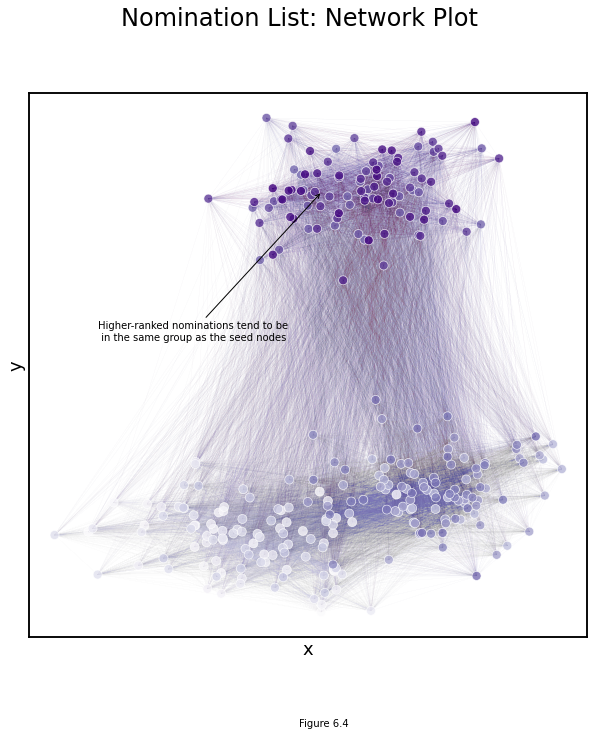 Nomination List: Network Plot
Higher-ranked nominations tend to be
in the same group as the seed nodes
y
x
Figure 6.4